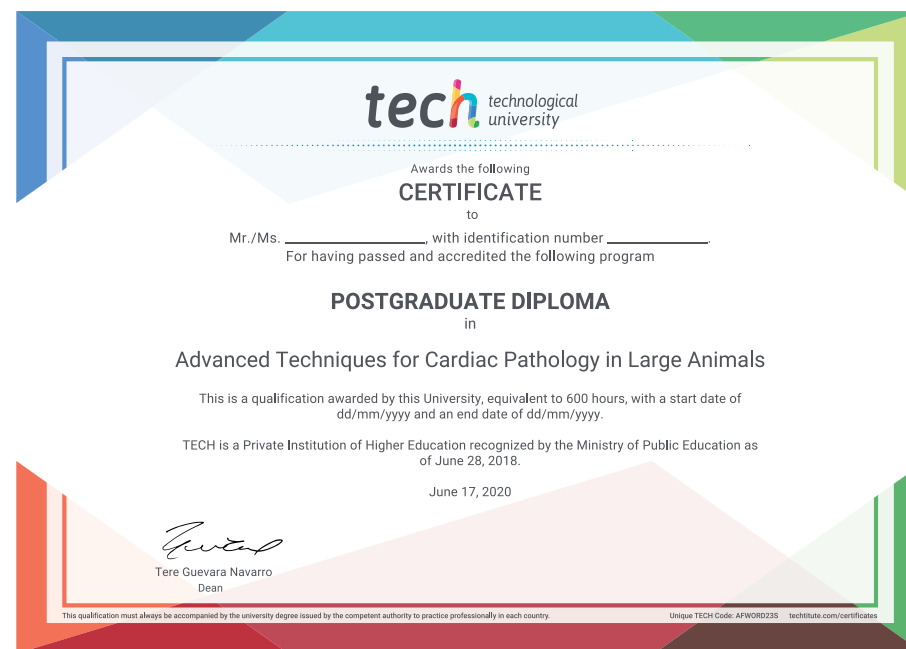 tech technological
university
Awards the following
CERTIFICATE
to
Mr./Ms. ____________________, with identification number ______________.
For having passed and accredited the following program
POSTGRADUATE DIPLOMA
in
Advanced Techniques for Cardiac Pathology in Large Animals
This is a qualification awarded by this University, equivalent to 600 hours, with a start date of
dd/mm/yyyy and an end date of dd/mm/yyyy.
TECH is a Private Institution of Higher Education recognized by the Ministry of Public Education as
of June 28, 2018.
June 17, 2020
Tere Guevara Navarro
Dean
This qualification must always be accompanied by the university degree issued by the competent authority to practice professionally in each country. Unique TECH Code: AFWORD23S techtitute.com/certificates